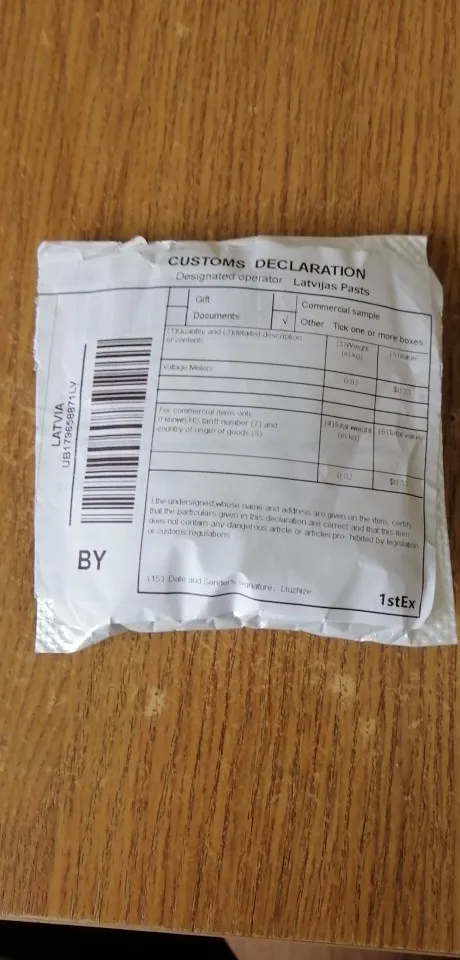 CUSTOMS DECLARATION
Designated operator Latvijas Pasts
Gift
Commercial sample
Documents
√ Other Tick one or more boxes
(1)Quantity and (2)detailed description
of contents
(3)Weight
(in kg)
(5)Value
Voltage Meters
0.02
$0.33
For commercial items only
If known,HS tariff number (7) and
country of origin of goods (8)
(4)Total weight
(in kg)
(6)Total value
0.02
$0.33
I,the undersigned,whose name and address are given on the item, certify
that the particulars given in this declaration are correct and that this item
does not contain any dangerous article or articles pro- hibited by legislation
or customs regulations
(15) Date and Sender's signature: Liuzhize
1stEx
LATVIA
UB179658871LV
BY